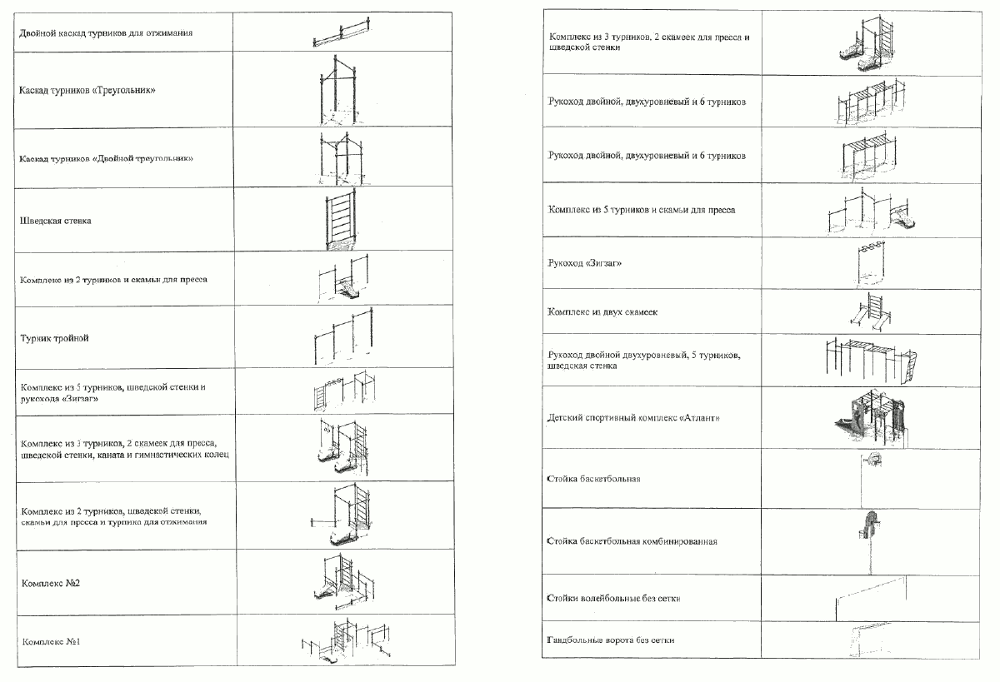 Двойной каскад турников для отжимания
Каскад турников «Треугольник»
Каскад турников «Двойной треугольник»
Шведская стенка
Комплекс из 2 турников и скамьи для пресса
Турник тройной
Комплекс из 5 турников, шведской стенки и
рукохода «Зигзаг»
Комплекс из 3 турников, 2 скамеек для пресса,
шведской стенки, каната и гимнастических колец
Комплекс из 2 турников, шведской стенки,
скамьи для пресса и турника для отжимания
Комплекс №2
Комплекс №1
Комплекс из 3 турников, 2 скамеек для пресса и
шведской стенки
Рукоход двойной, двухуровневый и 6 турников
Рукоход двойной, двухуровневый и 6 турников
Комплекс из 5 турников и скамьи для пресса
Рукоход «Зигзаг»
Комплекс из двух скамеек
Рукоход двойной двухуровневый, 5 турников,
шведская стенка
Детский спортивный комплекс «Атлант»
Стойка баскетбольная
Стойка баскетбольная комбинированная
Стойки волейбольные без сетки
Гандбольные ворота без сетки